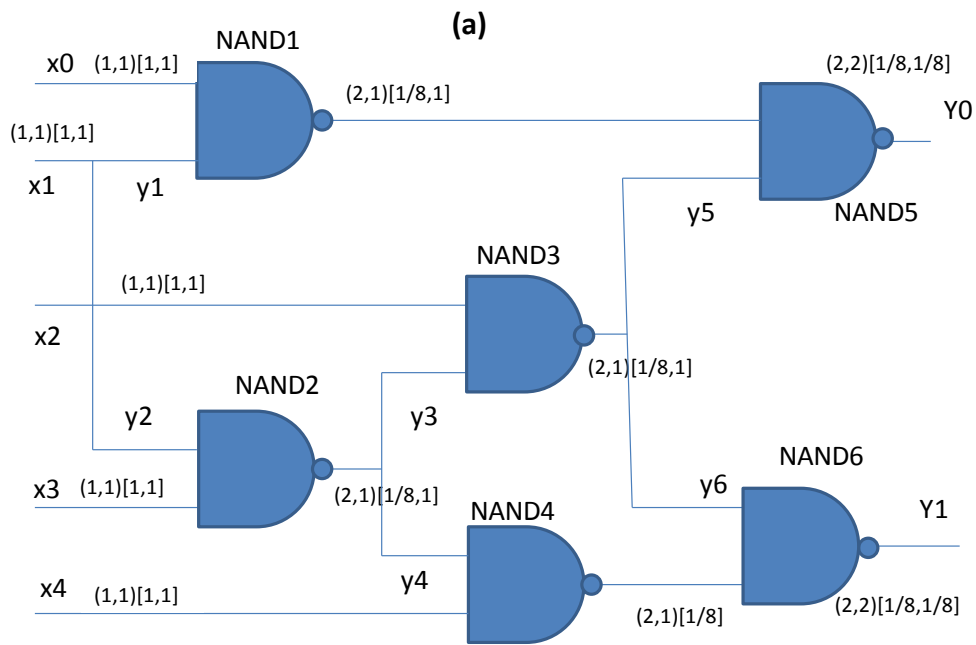 (a)
NAND1
x0 (1,1)[1,1]
(2,1)[1/8,1]
(2,2)[1/8,1/8]
Y0
(1,1)[1,1]
x1
y1
y5
NAND5
NAND3
(1,1)[1,1]
x2
(2,1)[1/8,1]
NAND2
y2
y3
NAND6
x3 (1,1)[1,1]
(2,1)[1/8,1]
y6
NAND4
Y1
y4
x4 (1,1)[1,1]
(2,1)[1/8]
(2,2)[1/8,1/8]